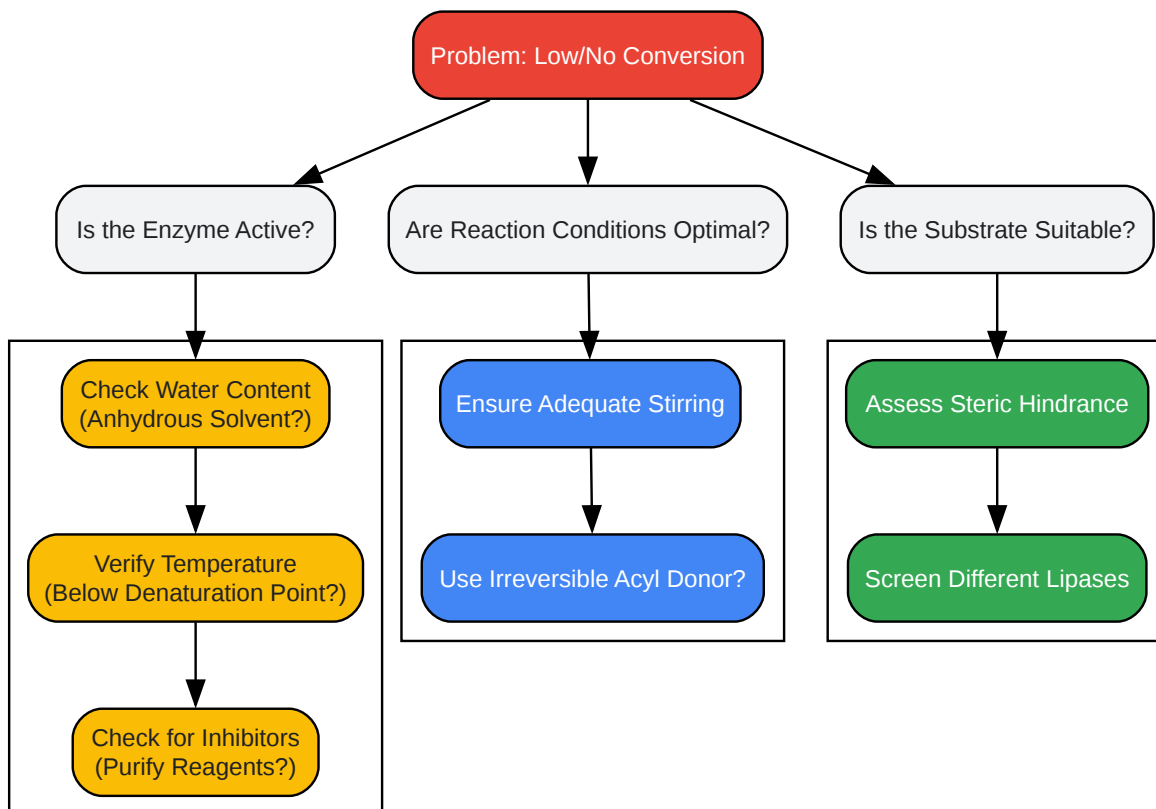 Problem: Low/No Conversion
Is the Enzyme Active?
Are Reaction Conditions Optimal?
Is the Substrate Suitable?
Check Water Content
(Anhydrous Solvent?)
Ensure Adequate Stirring
Assess Steric Hindrance
Verify Temperature
(Below Denaturation Point?)
Use Irreversible Acyl Donor?
Screen Different Lipases
Check for Inhibitors
(Purify Reagents?)